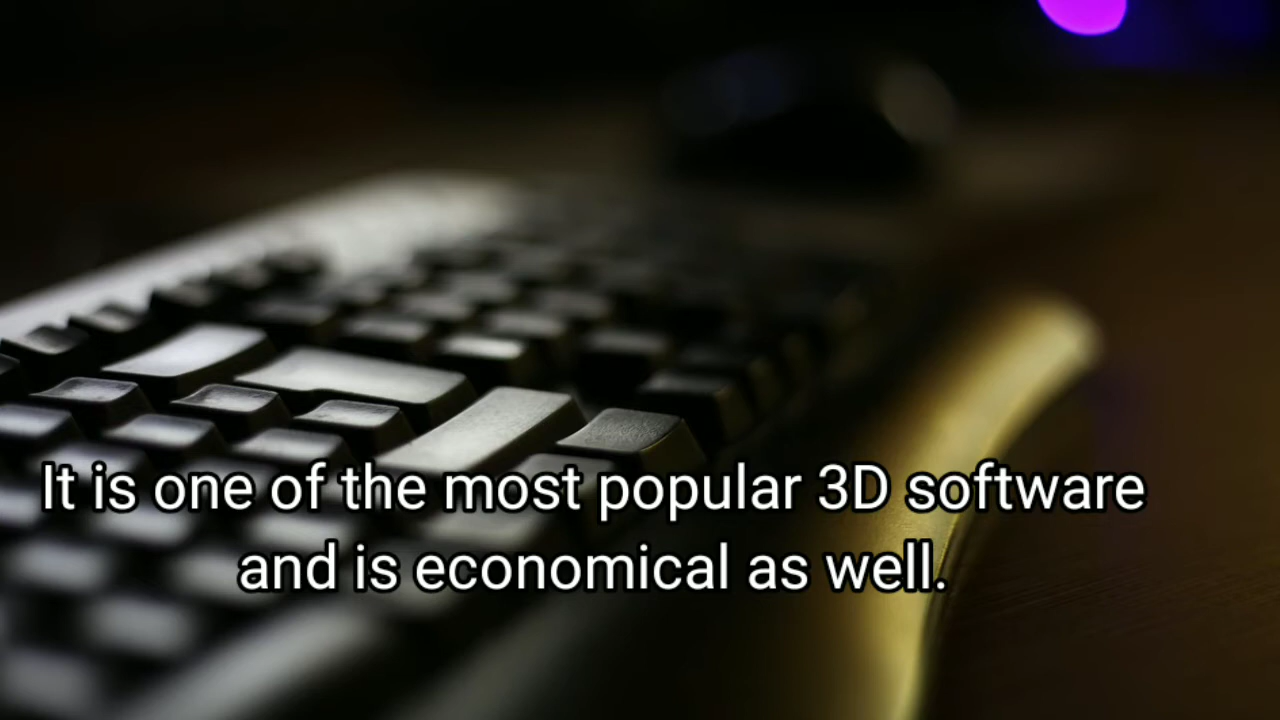 It is one of the most popular 3D software
and is economical as well.